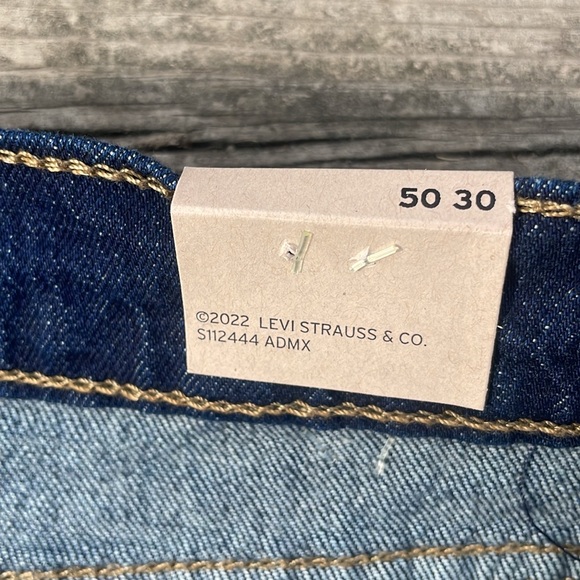 50 30
©2022 LEVI STRAUSS & CO.
S112444 ADMX